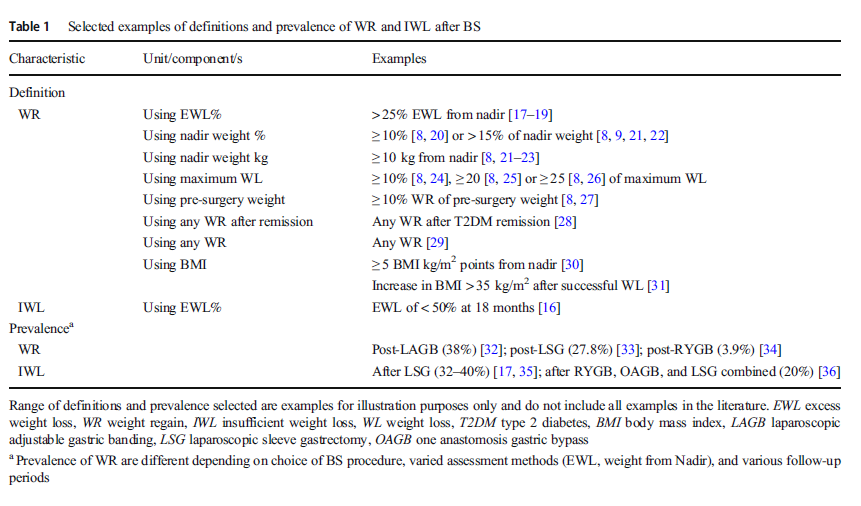 Table 1 Selected examples of definitions and prevalence of WR and IWL after BS
Characteristic Unit/component/s Examples
Definition
WR Using EWL% >25% EWL from nadir [17–19]
Using nadir weight % ≥10% [8, 20] or >15% of nadir weight [8, 9, 21, 22]
Using nadir weight kg ≥10 kg from nadir [8, 21–23]
Using maximum WL ≥10% [8, 24], ≥20 [8, 25] or ≥25 [8, 26] of maximum WL
Using pre-surgery weight ≥10% WR of pre-surgery weight [8, 27]
Using any WR after remission Any WR after T2DM remission [28]
Using any WR Any WR [29]
Using BMI ≥5 BMI kg/m² points from nadir [30]
Increase in BMI >35 kg/m² after successful WL [31]
IWL Using EWL% EWL of <50% at 18 months [16]
Prevalenceᵃ
WR Post-LAGB (38%) [32]; post-LSG (27.8%) [33]; post-RYGB (3.9%) [34]
IWL After LSG (32–40%) [17, 35]; after RYGB, OAGB, and LSG combined (20%) [36]
Range of definitions and prevalence selected are examples for illustration purposes only and do not include all examples in the literature. EWL excess
weight loss, WR weight regain, IWL insufficient weight loss, WL weight loss, T2DM type 2 diabetes, BMI body mass index, LAGB laparoscopic
adjustable gastric banding, LSG laparoscopic sleeve gastrectomy, OAGB one anastomosis gastric bypass
ᵃ Prevalence of WR are different depending on choice of BS procedure, varied assessment methods (EWL, weight from Nadir), and various follow-up
periods